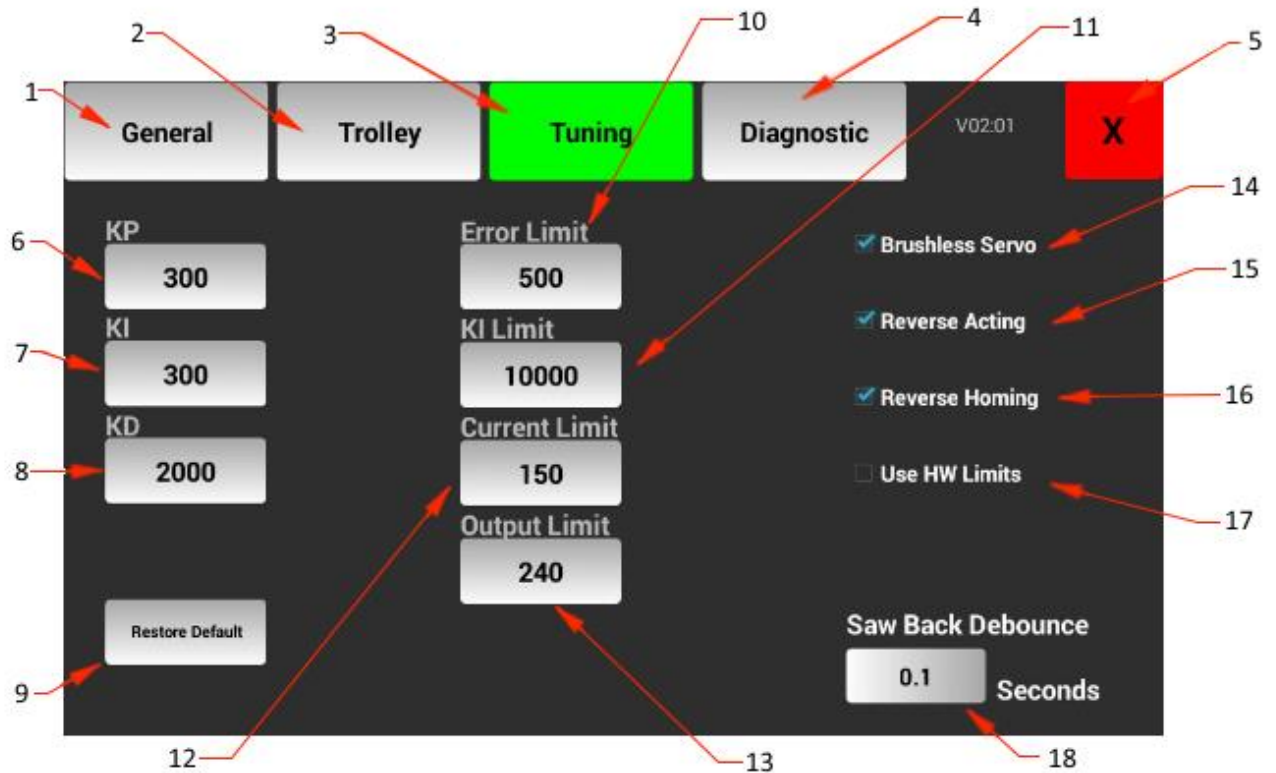 10
4
11
2
3
5
1
General
Trolley
Tuning
Diagnostic
V02:01
X
14
KP
Error Limit
6
300
500
Brushless Servo
15
KI
KI Limit
Reverse Acting
7
300
10000
16
KD
Current Limit
Reverse Homing
8
2000
150
Use HW Limits
17
Output Limit
240
Restore Default
Saw Back Debounce
9
0.1
Seconds
12
13
18